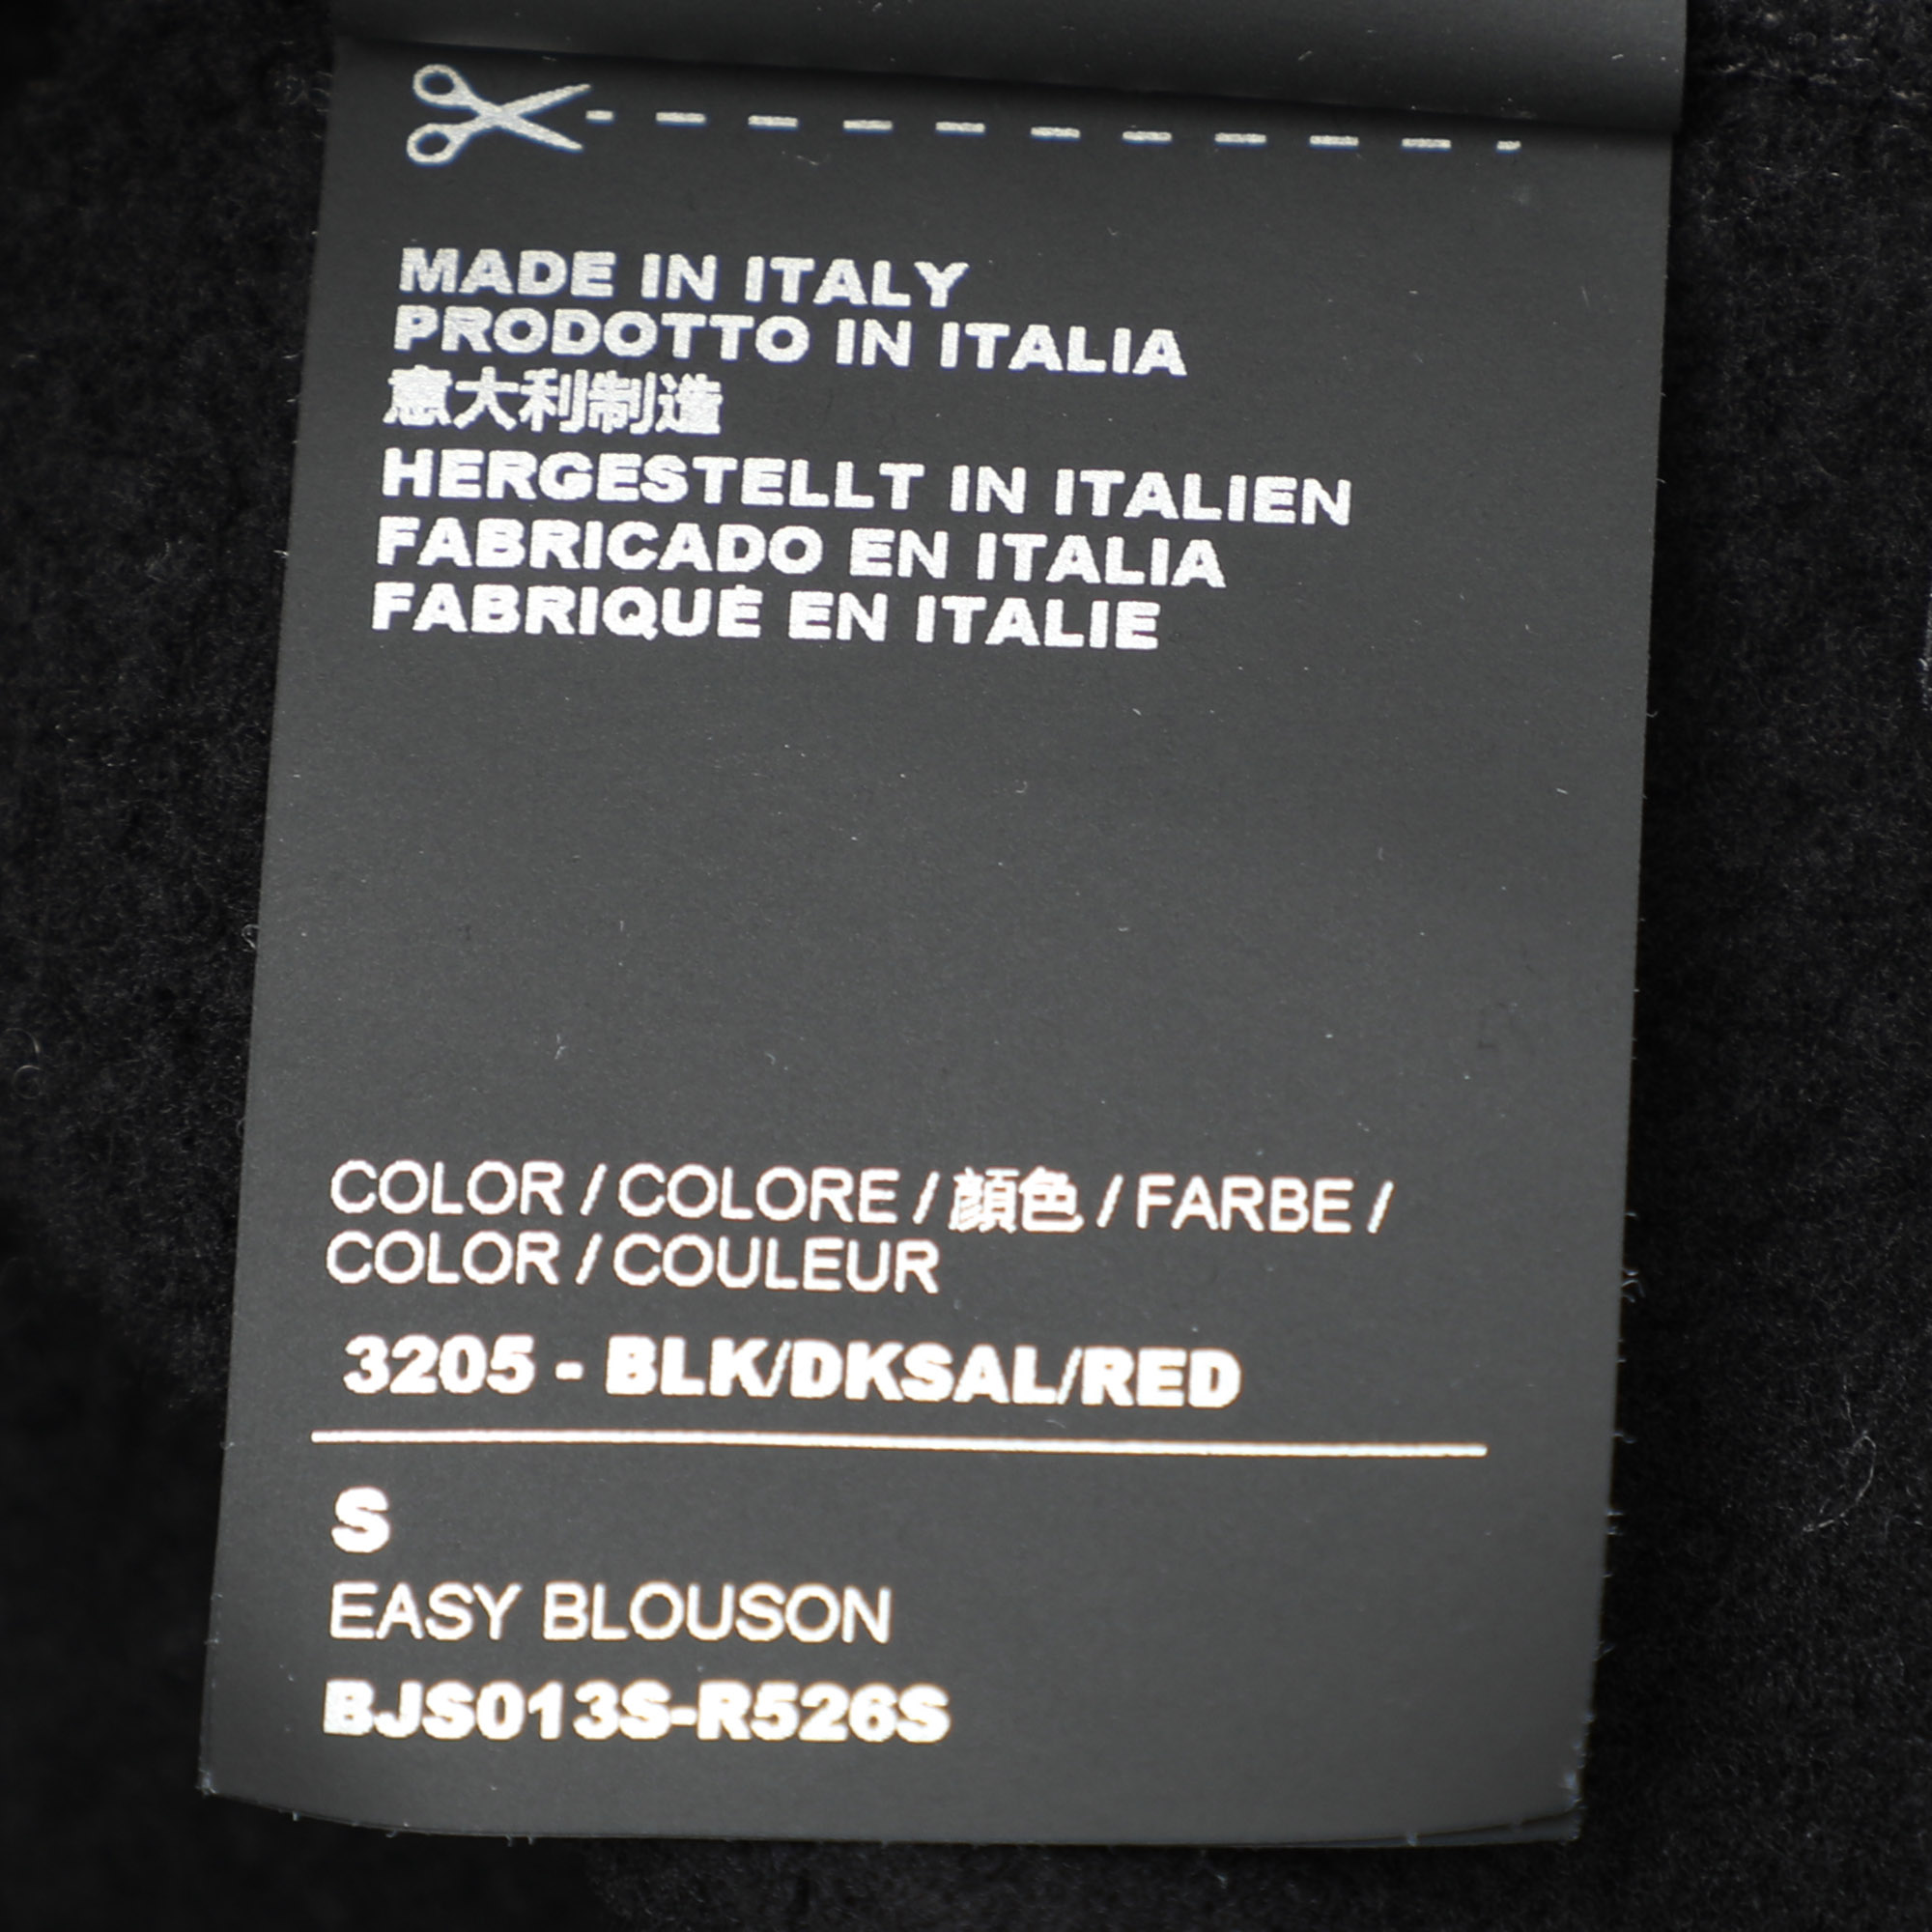 MADE IN ITALY
PRODOTTO IN ITALIA
意大利制造
HERGESTELLT IN ITALIEN
FABRICADO EN ITALIA
FABRIQUÉ EN ITALIE
COLOR / COLORE / 顏色 / FARBE /
COLOR / COULEUR
3205 - BLK/DKSAL/RED
S
EASY BLOUSON
BJS013S-R526S